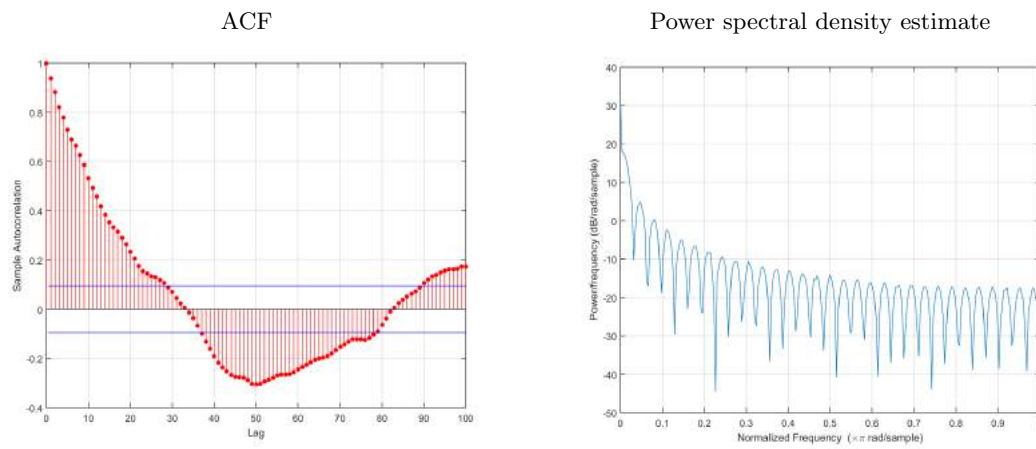 ACF
Power spectral density estimate
1
0.8
0.6
0.4
0.2
0
-0.2
-0.4
0 10 20 30 40 50 60 70 80 90 100
Lag
Sample Autocorrelation
40
30
20
10
0
-10
-20
-30
-40
-50
0 0.1 0.2 0.3 0.4 0.5 0.6 0.7 0.8 0.9 1
Normalized Frequency (×π rad/sample)
Power/frequency (dB/rad/sample)